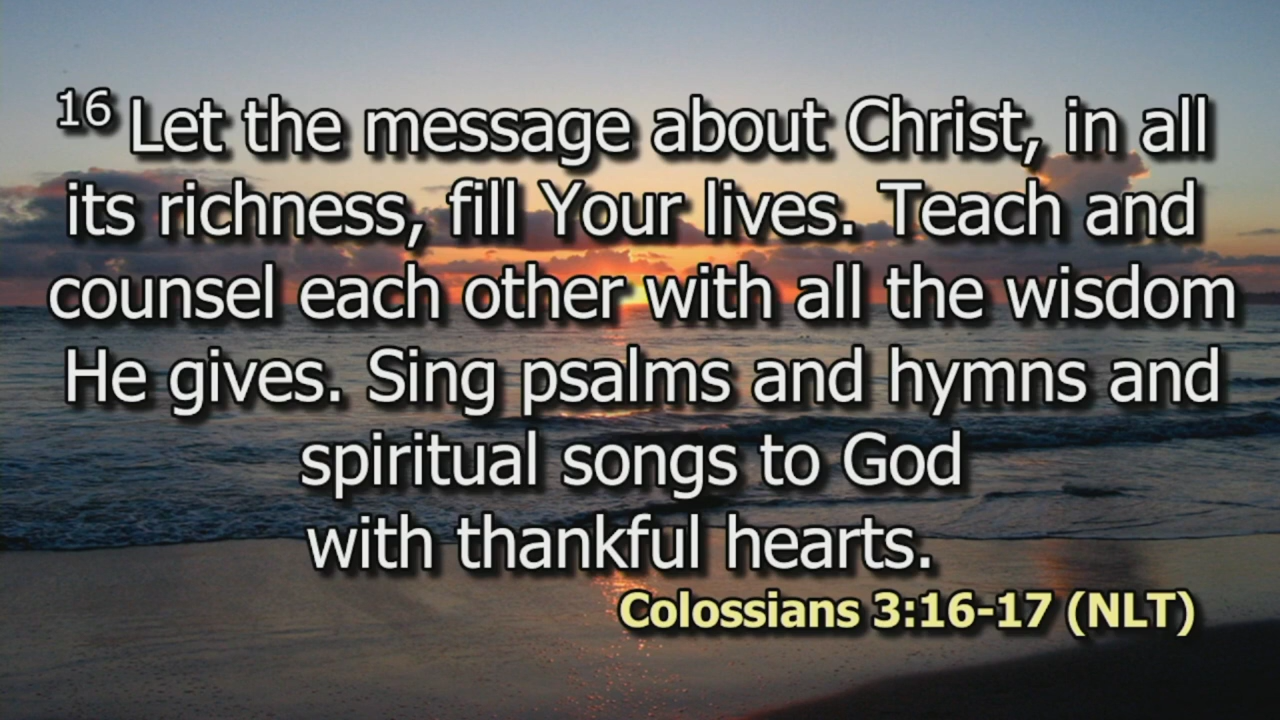 16 Let the message about Christ, in all
its richness, fill Your lives. Teach and
counsel each other with all the wisdom
He gives. Sing psalms and hymns and
spiritual songs to God
with thankful hearts.
Colossians 3:16-17 (NLT)